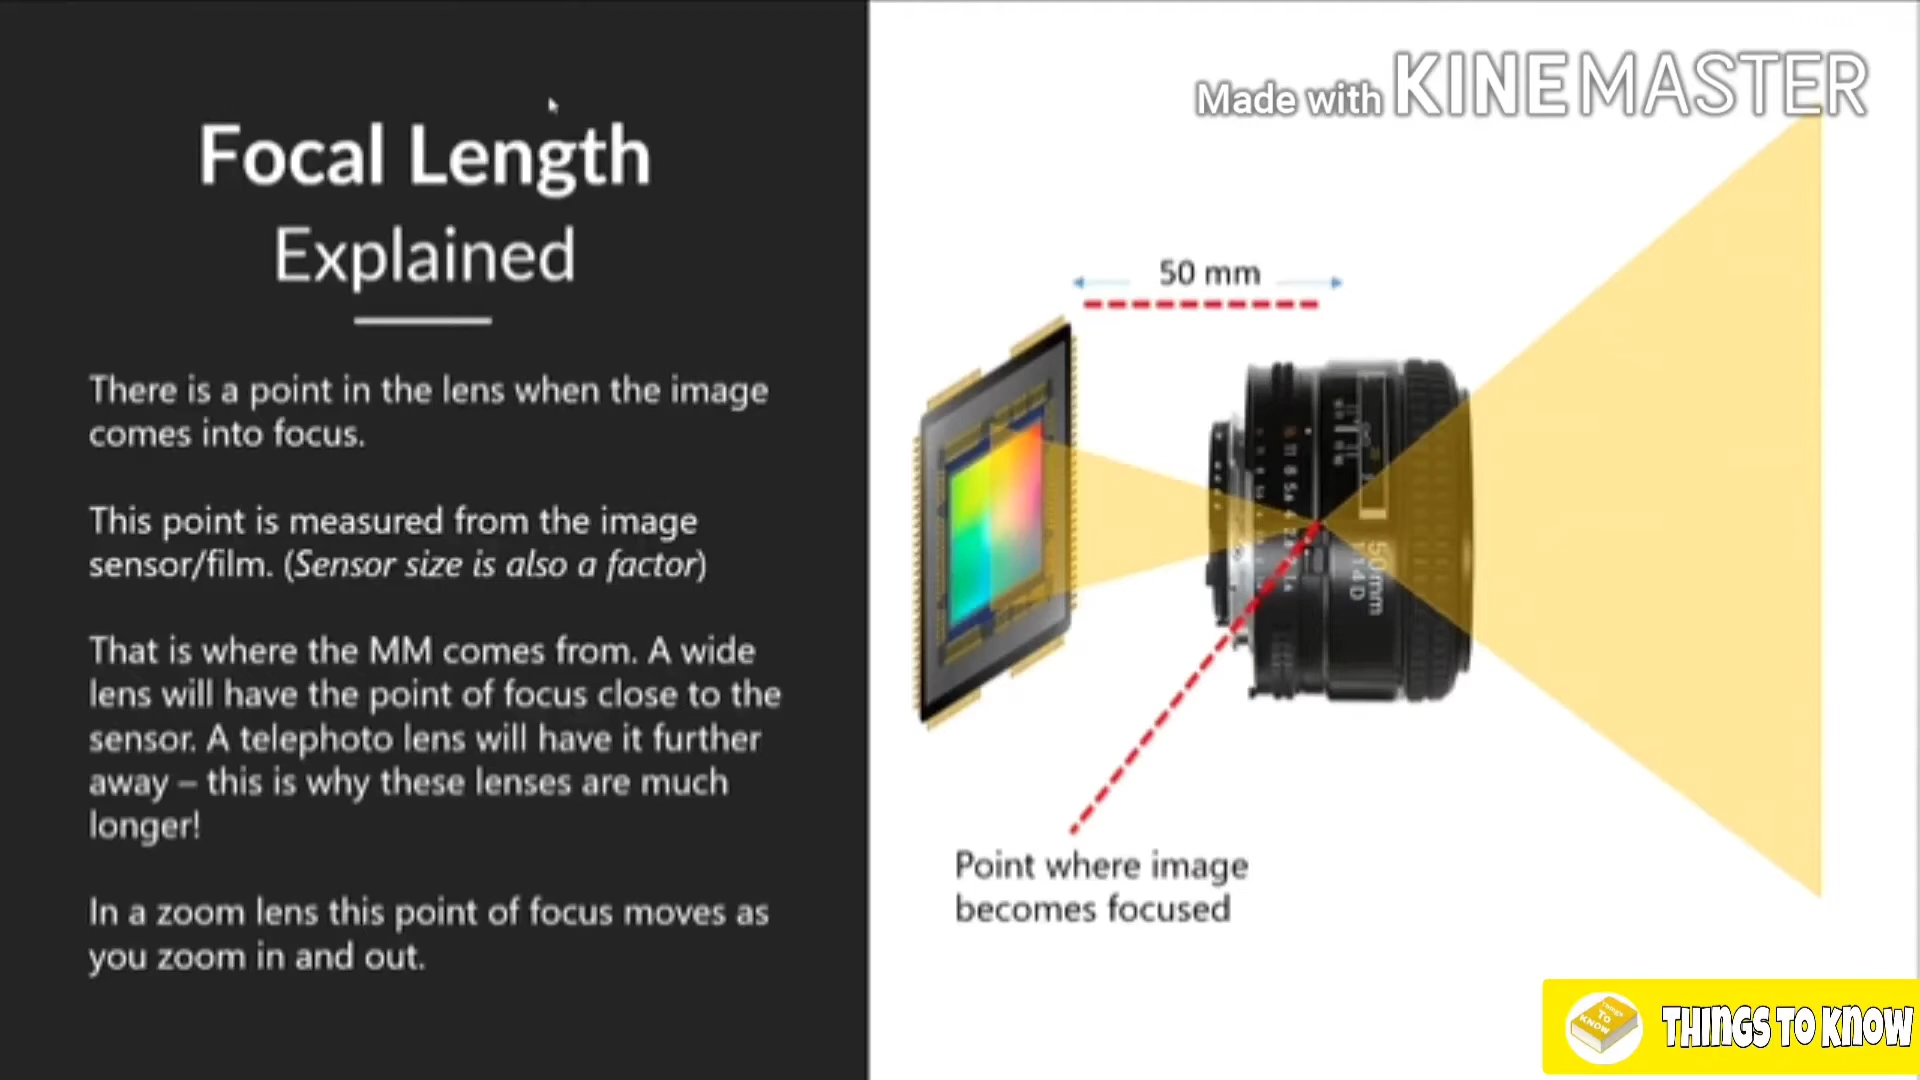 Focal Length
Explained
There is a point in the lens when the image
comes into focus.
This point is measured from the image
sensor/film. (Sensor size is also a factor)
That is where the MM comes from. A wide
lens will have the point of focus close to the
sensor. A telephoto lens will have it further
away – this is why these lenses are much
longer!
In a zoom lens this point of focus moves as
you zoom in and out.
Made with KINEMASTER
50 mm
50mm
Point where image
becomes focused
Things
To
KNOW
THINGS TO KNOW